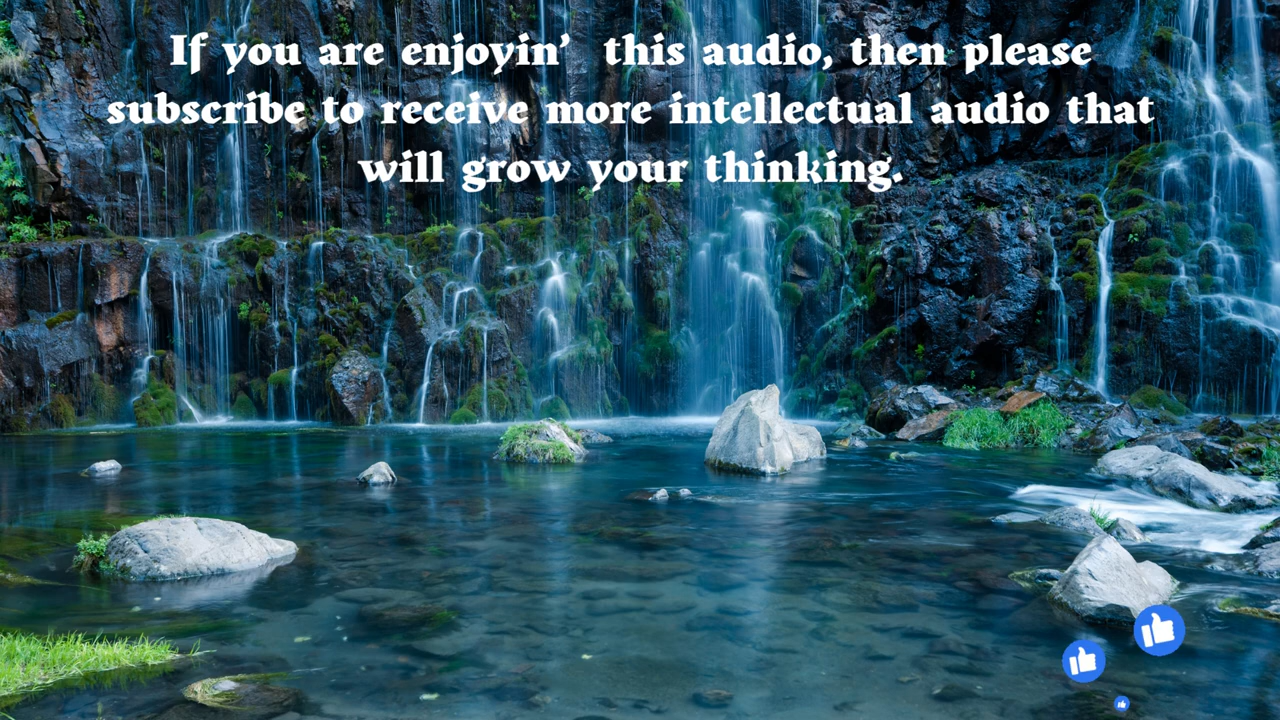 If you are enjoyin’  this audio, then please
subscribe to receive more intellectual audio that
will grow your thinking.